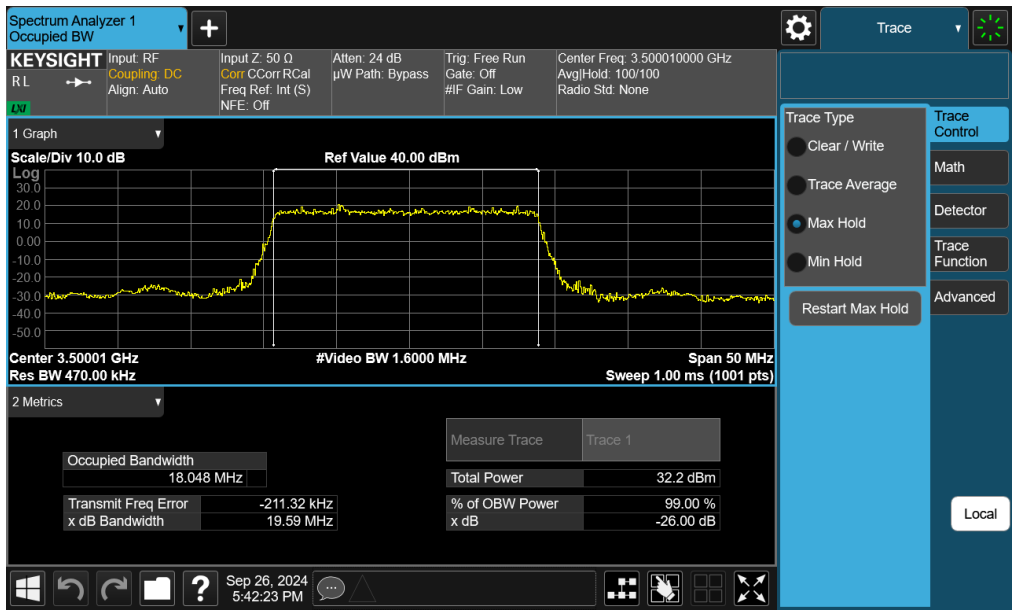 Spectrum Analyzer 1
Occupied BW
+
Trace
KEYSIGHT
R L
LXI
Input: RF
Coupling: DC
Align: Auto
Input Z: 50 Ω
Corr CCorr RCal
Freq Ref: Int (S)
NFE: Off
Atten: 24 dB
µW Path: Bypass
Trig: Free Run
Gate: Off
#IF Gain: Low
Center Freq: 3.500010000 GHz
Avg|Hold: 100/100
Radio Std: None
1 Graph
Scale/Div 10.0 dB
Ref Value 40.00 dBm
Log
30.0
20.0
10.0
0.00
-10.0
-20.0
-30.0
-40.0
-50.0
Center 3.50001 GHz
#Video BW 1.6000 MHz
Span 50 MHz
Res BW 470.00 kHz
Sweep 1.00 ms (1001 pts)
2 Metrics
Measure Trace
Trace 1
Occupied Bandwidth
18.048 MHz
Total Power
32.2 dBm
Transmit Freq Error
-211.32 kHz
% of OBW Power
99.00 %
x dB Bandwidth
19.59 MHz
x dB
-26.00 dB
Trace Type
Clear / Write
Trace Average
Max Hold
Min Hold
Restart Max Hold
Trace
Control
Math
Detector
Trace
Function
Advanced
Local
?
Sep 26, 2024
5:42:23 PM